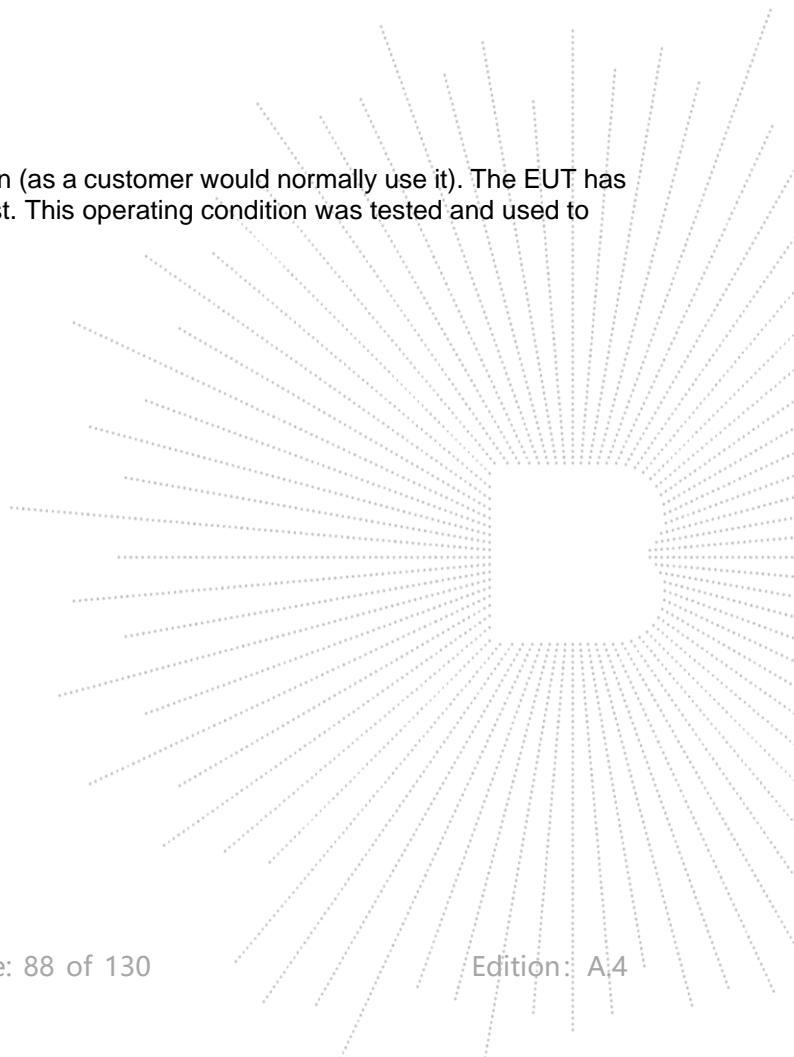 (as a customer would normally use it). The EUT has
This operating condition was tested and used to
88 of 130 Edition: A.4